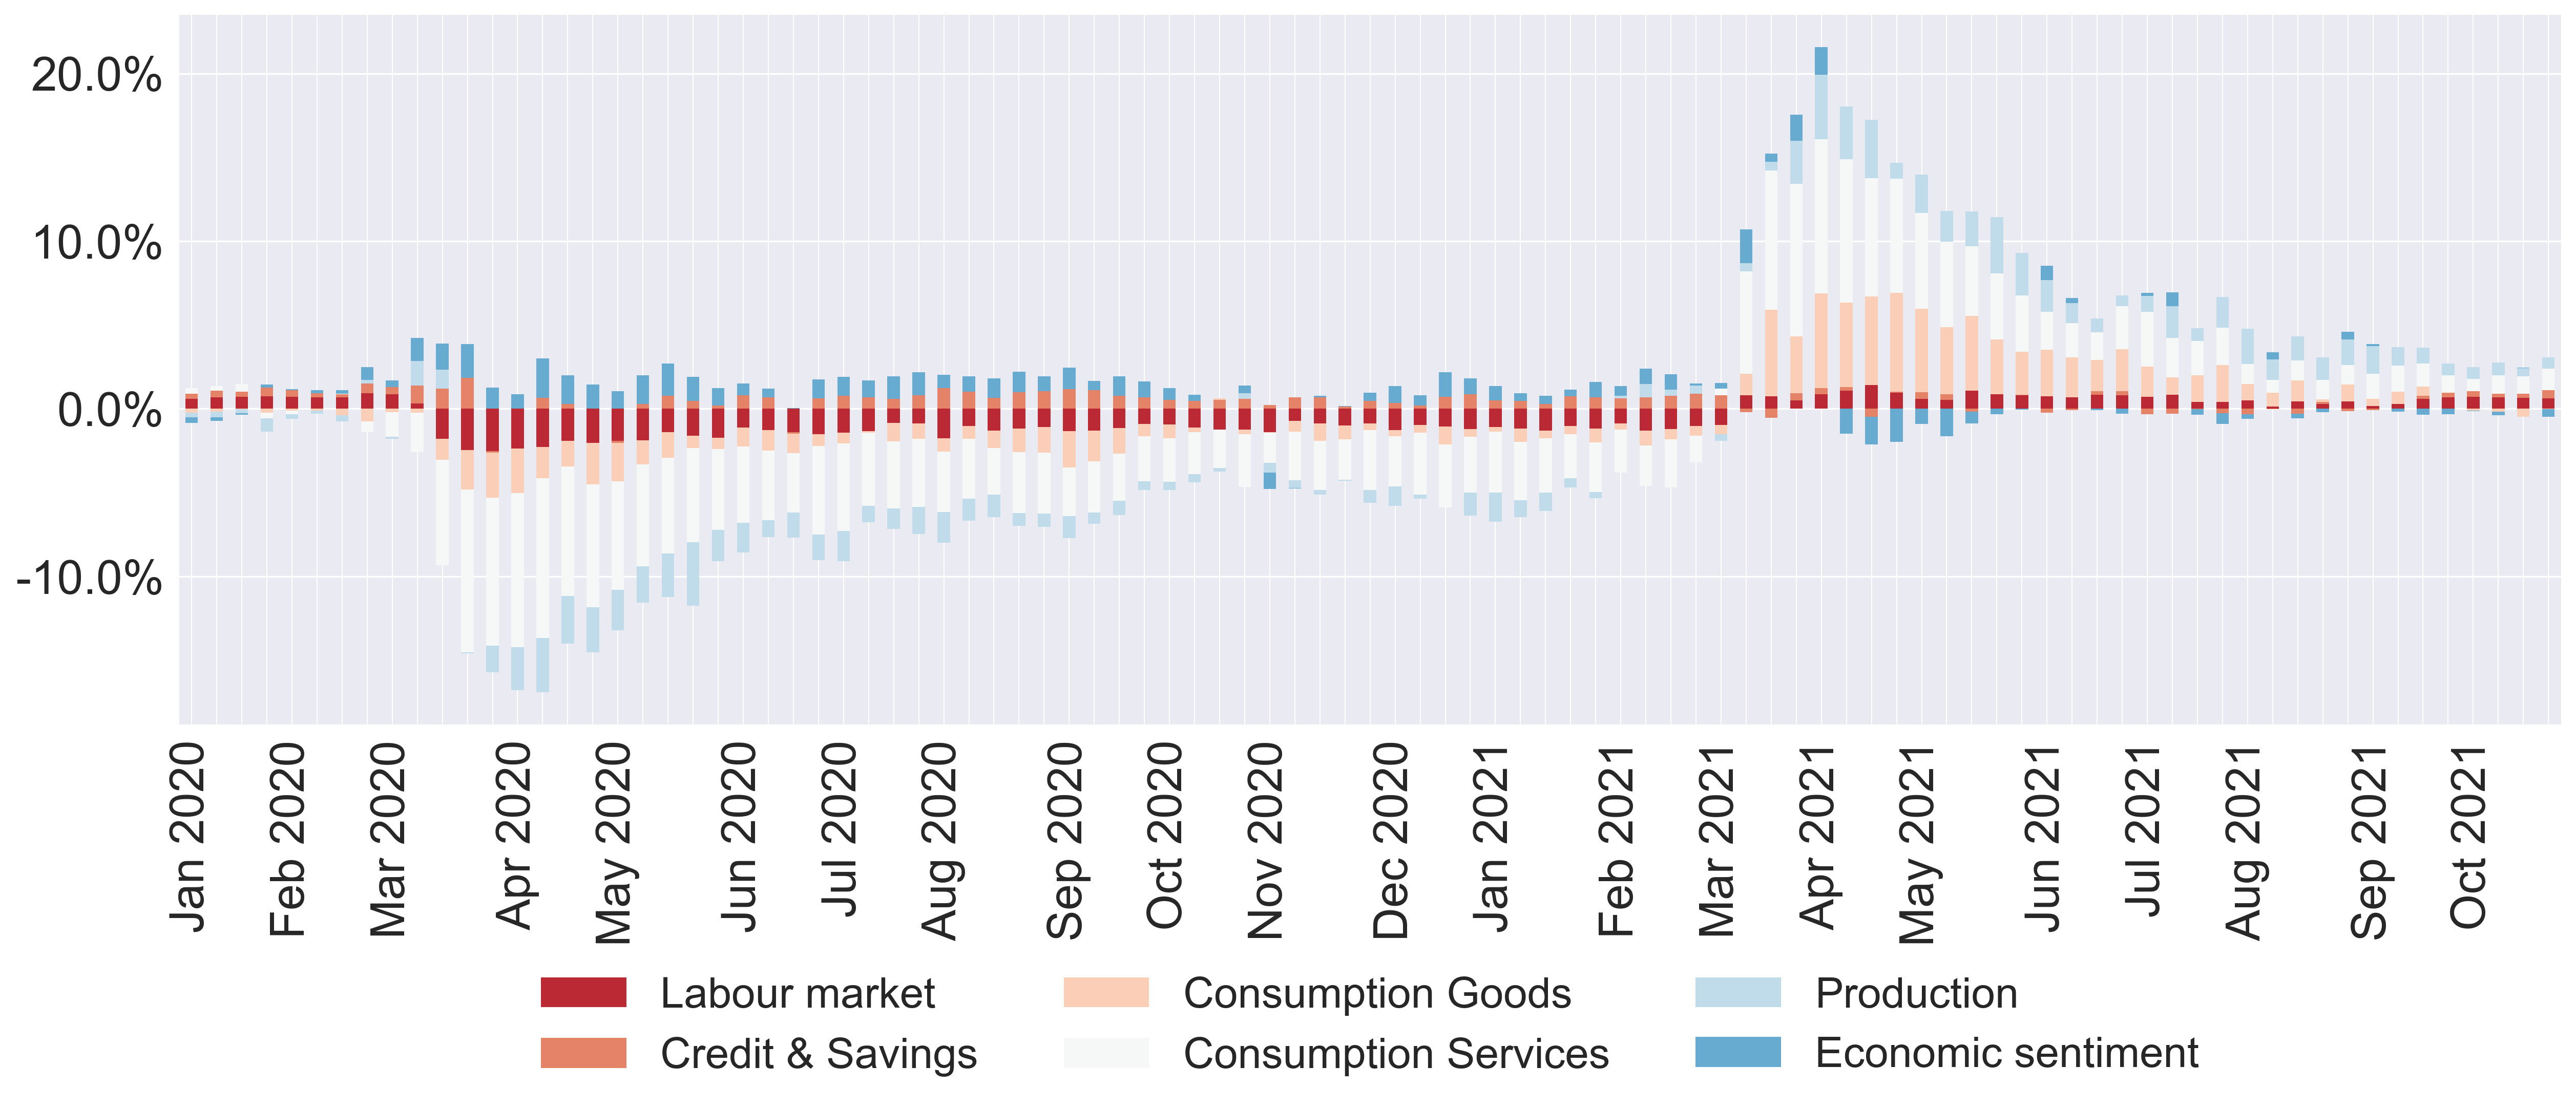 20.0%
10.0%
0.0%
-10.0%
Jan 2020
Feb 2020
Mar 2020
Apr 2020
May 2020
Jun 2020
Jul 2020
Aug 2020
Sep 2020
Oct 2020
Nov 2020
Dec 2020
Jan 2021
Feb 2021
Mar 2021
Apr 2021
May 2021
Jun 2021
Jul 2021
Aug 2021
Sep 2021
Oct 2021
Labour market
Credit & Savings
Consumption Goods
Consumption Services
Production
Economic sentiment